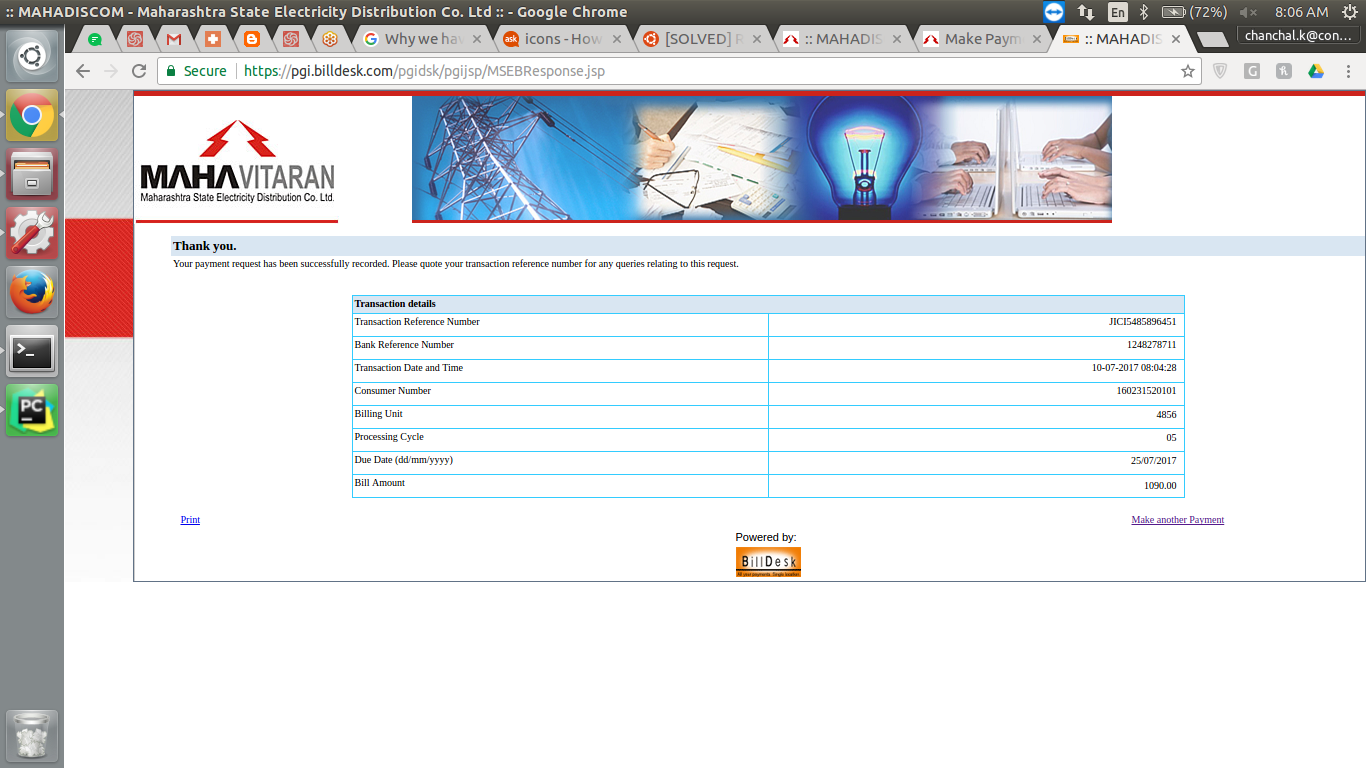 :: MAHADISCOM - Maharashtra State Electricity Distribution Co. Ltd :: - Google Chrome
En (72%) 8:06 AM
Why we hav
ask icons - How
[SOLVED] R
:: MAHADIS
Make Paym
:: MAHADIS
chanchal.k@con...
Secure https://pgi.billdesk.com/pgidsk/pgijsp/MSEBResponse.jsp
MAHAVITARAN
Maharashtra State Electricity Distribution Co. Ltd.
Thank you.
Your payment request has been successfully recorded. Please quote your transaction reference number for any queries relating to this request.
Transaction details
Transaction Reference Number JICI5485896451
Bank Reference Number 1248278711
Transaction Date and Time 10-07-2017 08:04:28
Consumer Number 160231520101
Billing Unit 4856
Processing Cycle 05
Due Date (dd/mm/yyyy) 25/07/2017
Bill Amount 1090.00
Print Make another Payment
Powered by:
BillDesk
All your payments. Single location
PC